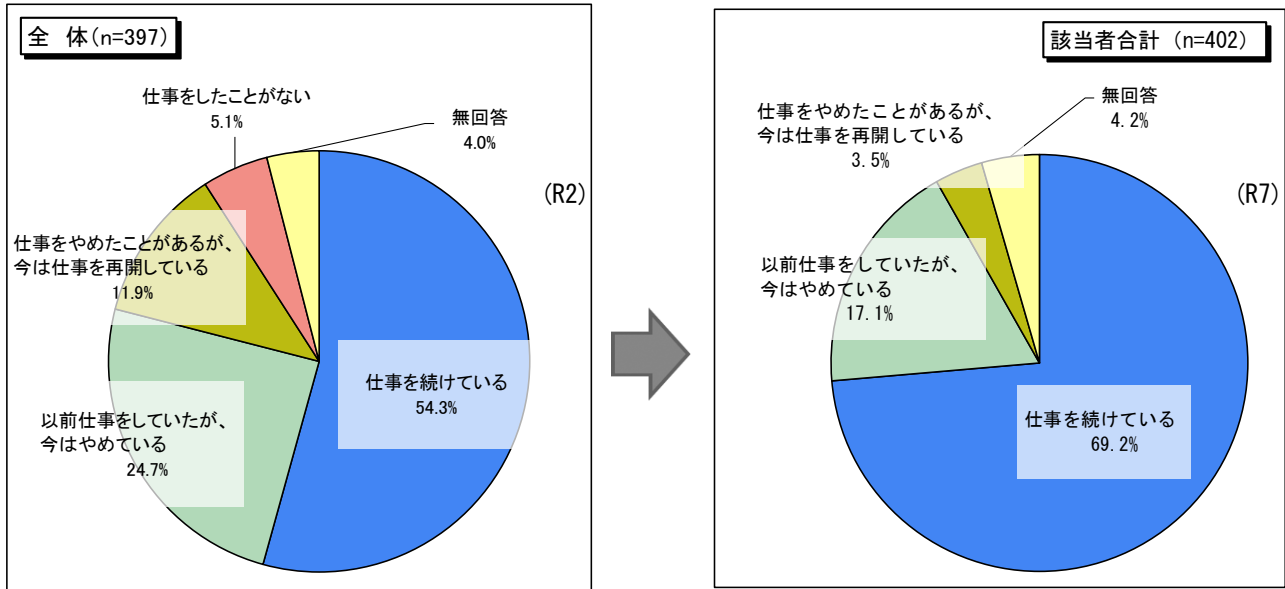 全 体(n=397)
仕事をしたことがない
5.1%
無回答
4.0%
(R2)
仕事をやめたことがあるが、
今は仕事を再開している
11.9%
仕事を続けている
54.3%
以前仕事をしていたが、
今はやめている
24.7%
該当者合計 (n=402)
仕事をやめたことがあるが、
今は仕事を再開している
3.5%
無回答
4.2%
(R7)
以前仕事をしていたが、
今はやめている
17.1%
仕事を続けている
69.2%